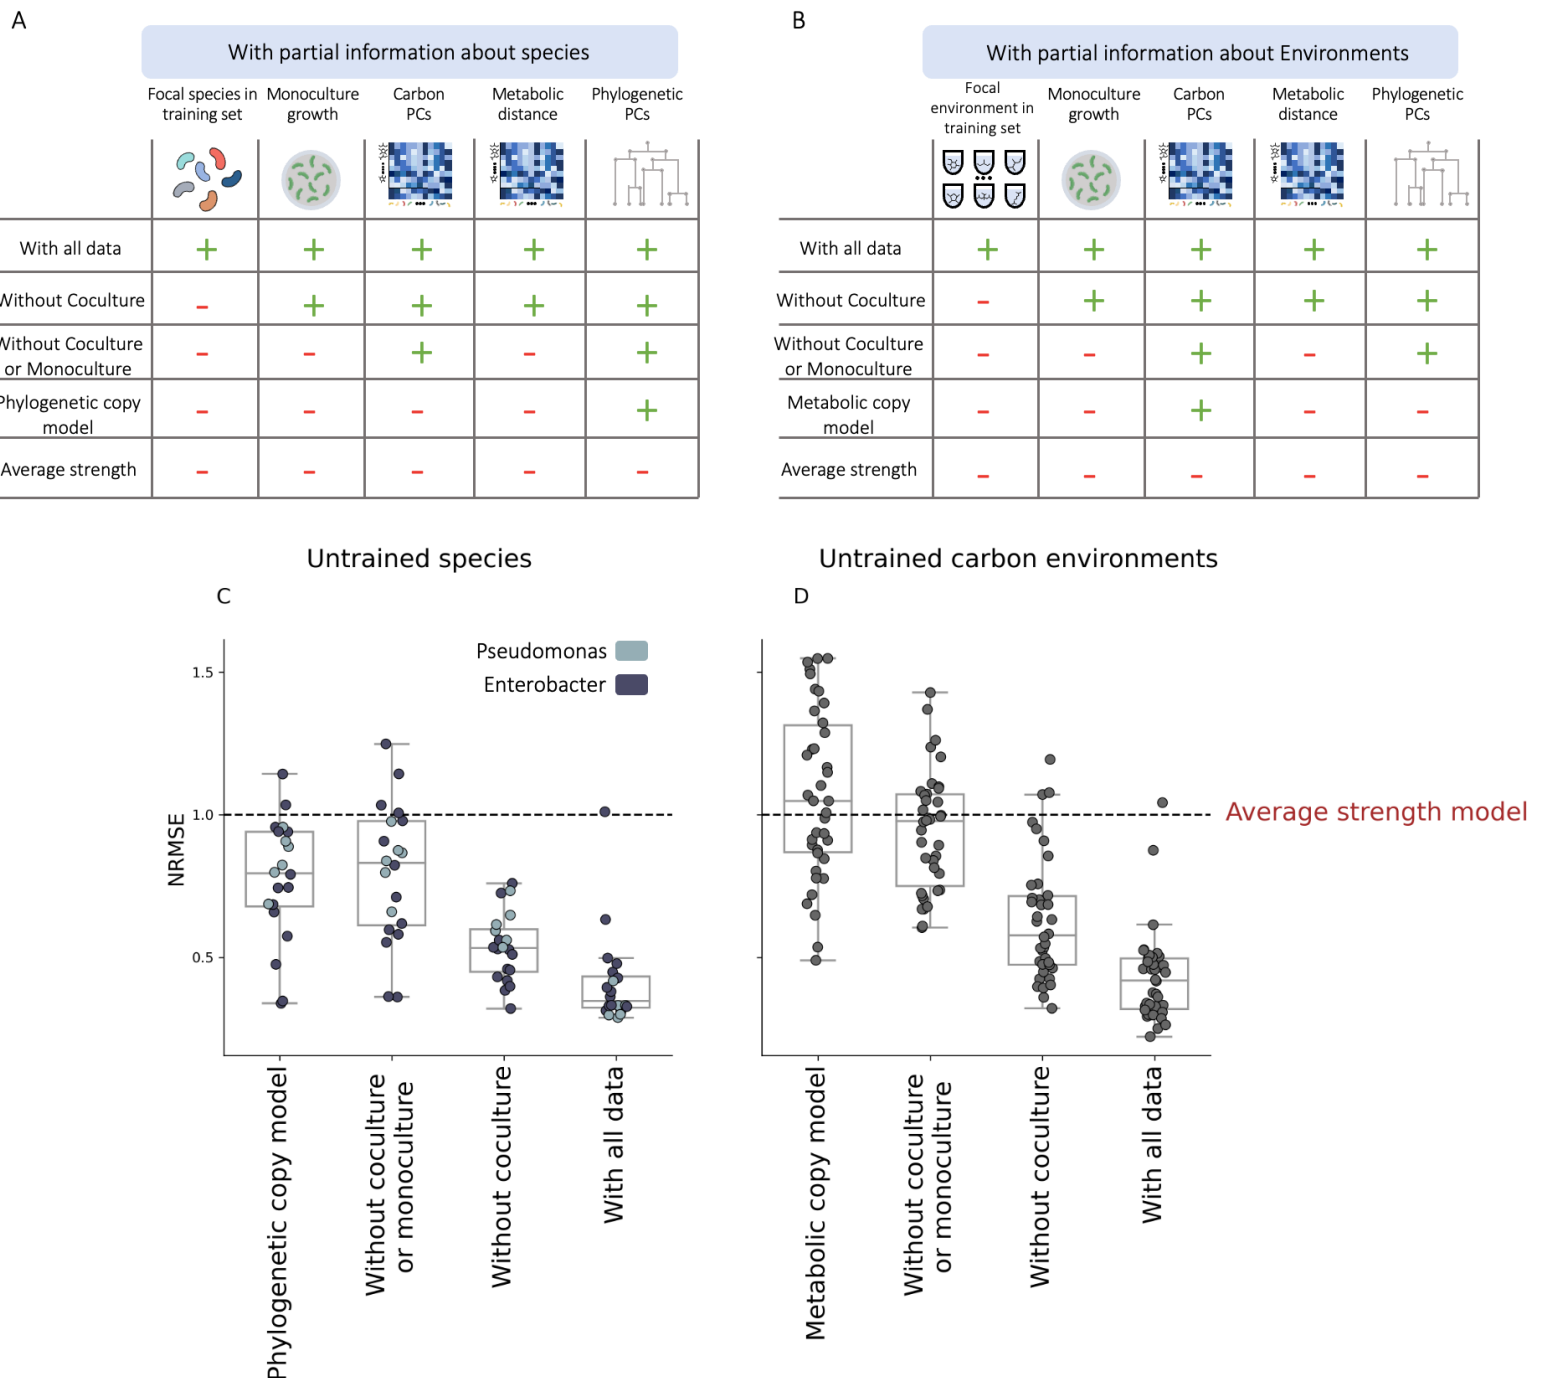 A
With partial information about species
Focal species in
training set
Monoculture
growth
Carbon
PCs
Metabolic
distance
Phylogenetic
PCs
With all data
+ + + + +
Without Coculture
- + + + +
Without Coculture
or Monoculture
- - + - +
Phylogenetic copy
model
- - - - +
Average strength
- - - - -
B
With partial information about Environments
Focal
environment in
training set
Monoculture
growth
Carbon
PCs
Metabolic
distance
Phylogenetic
PCs
With all data
+ + + + +
Without Coculture
- + + + +
Without Coculture
or Monoculture
- - + - +
Metabolic copy
model
- - + - -
Average strength
- - - - -
Untrained species
C
Pseudomonas
Enterobacter
NRMSE
1.5
1.0
0.5
Phylogenetic copy model
Without coculture
or monoculture
Without coculture
With all data
Untrained carbon environments
D
Average strength model
Metabolic copy model
Without coculture
or monoculture
Without coculture
With all data